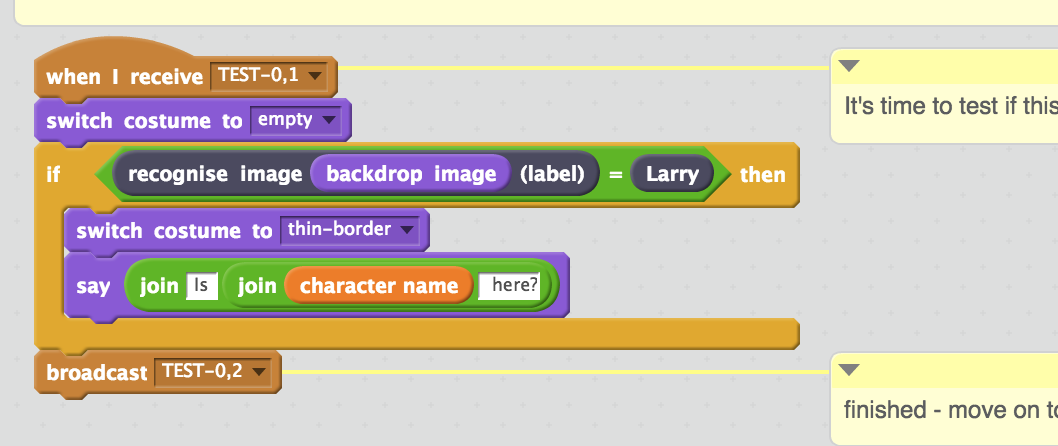 when I receive TEST-0,1
It's time to test if this
switch costume to empty
if recognise image backdrop image (label) = Larry then
switch costume to thin-border
say join Is join character name here?
broadcast TEST-0,2
finished - move on to